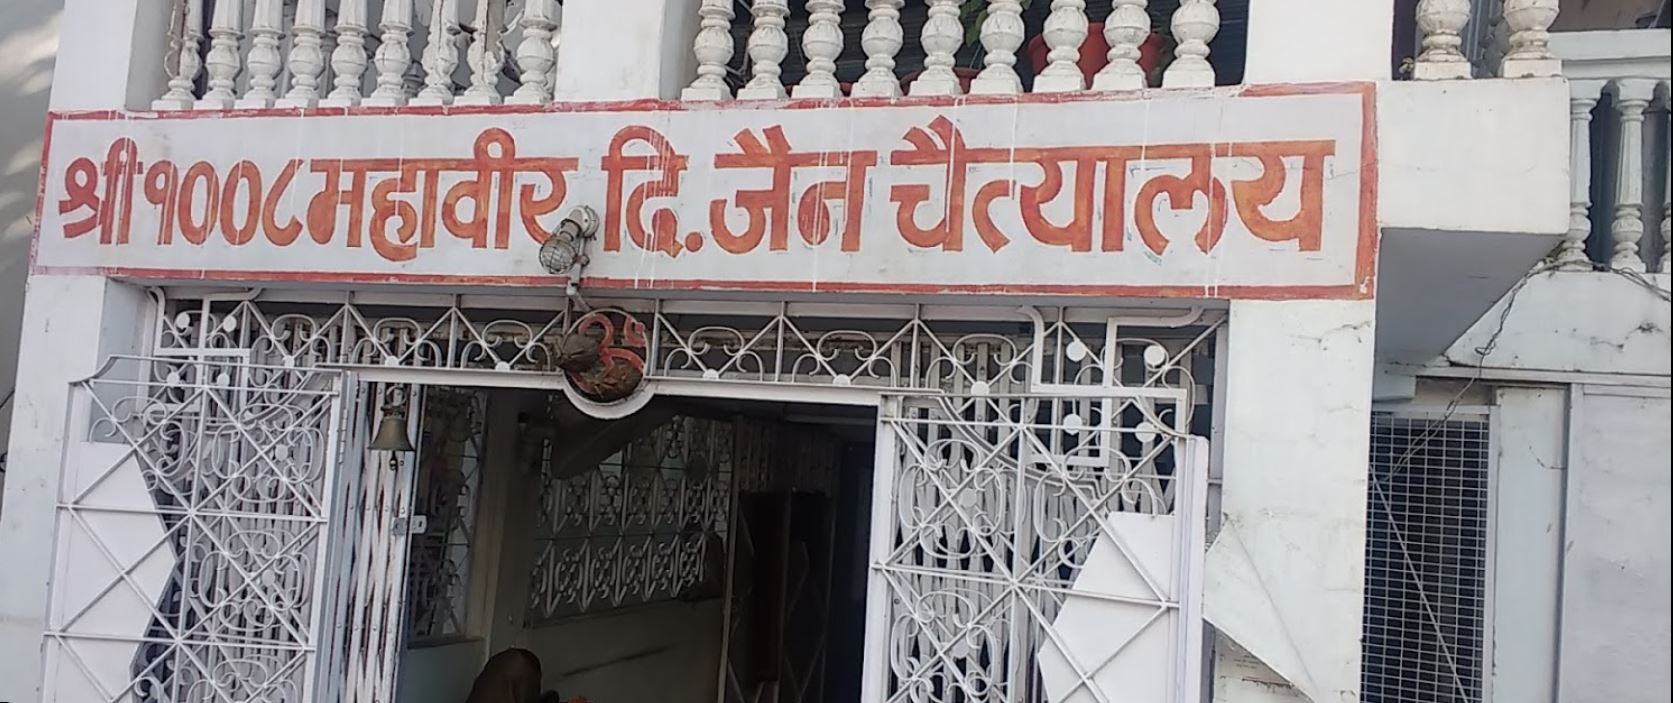 श्री १००८ महावीर दि. जैन चैत्यालय
ॐ